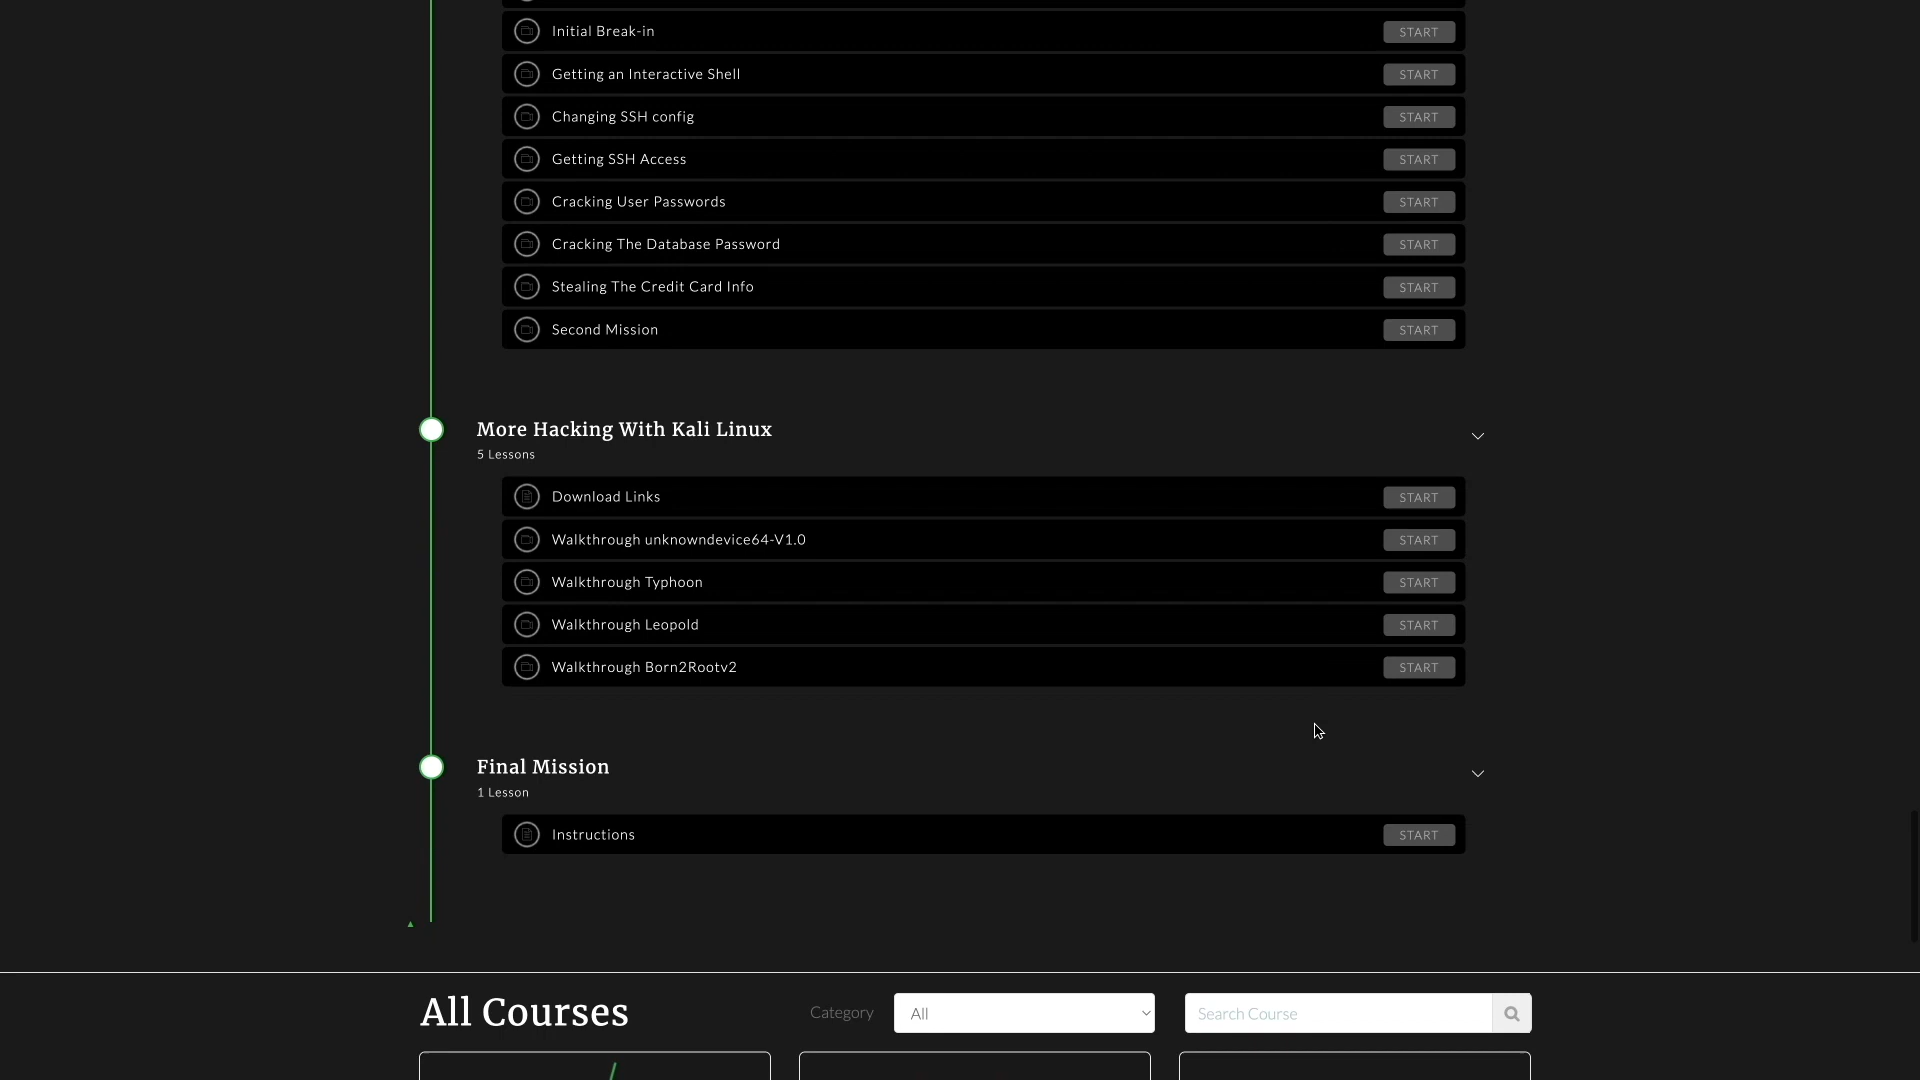 Initial Break-in START
Getting an Interactive Shell START
Changing SSH config START
Getting SSH Access START
Cracking User Passwords START
Cracking The Database Password START
Stealing The Credit Card Info START
Second Mission START
More Hacking With Kali Linux
5 Lessons
Download Links START
Walkthrough unknowndevice64-V1.0 START
Walkthrough Typhoon START
Walkthrough Leopold START
Walkthrough Born2Rootv2 START
Final Mission
1 Lesson
Instructions START
All Courses Category All Search Course